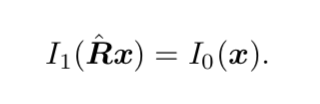 I₁(R̂x) = I₀(x).